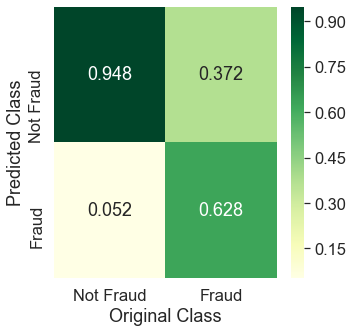 Predicted Class
Not Fraud
Fraud
0.948
0.372
0.052
0.628
Not Fraud
Fraud
Original Class
0.90
0.75
0.60
0.45
0.30
0.15